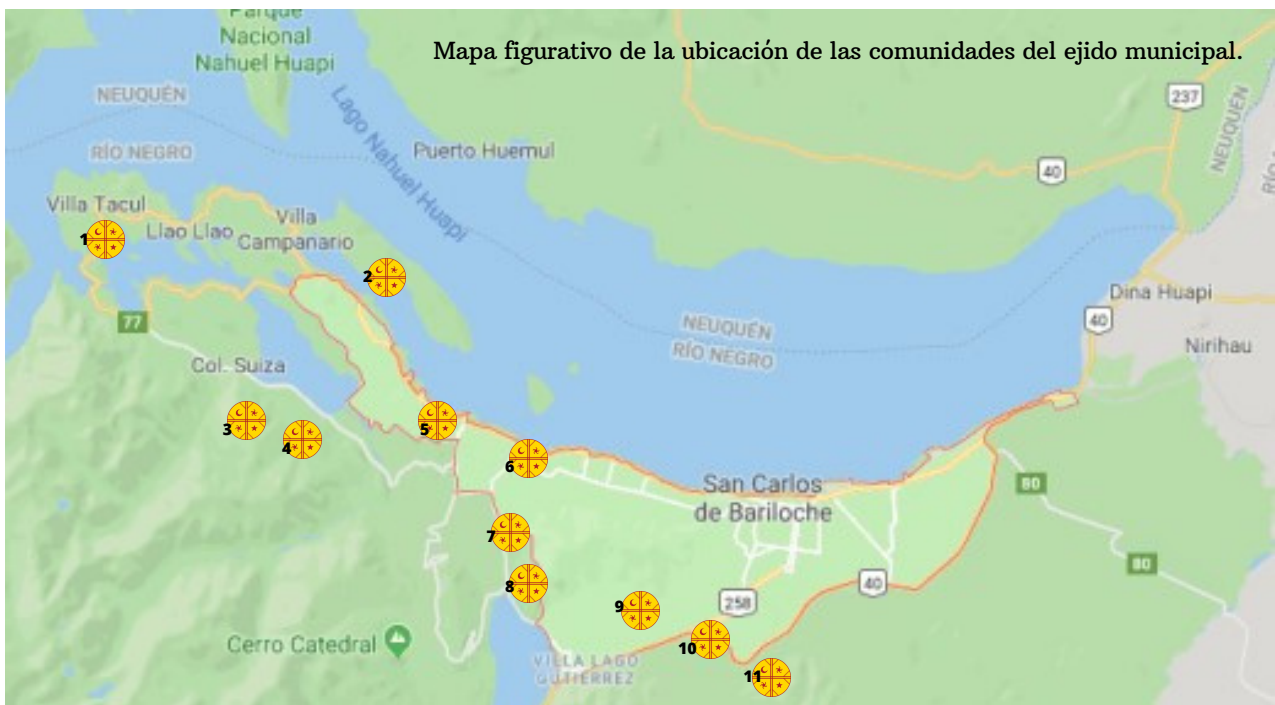 Parque
Nacional
Nahuel Huapi
Mapa figurativo de la ubicación de las comunidades del ejido municipal.
NEUQUÉN
RÍO NEGRO
Lago Nahuel Huapi
Puerto Huemul
237
NEUQUÉN
40
Villa Tacul
Llao Llao
Villa
Campanario
1
2
77
NEUQUÉN
RÍO NEGRO
Dina Huapi
40
Nirihau
Col. Suiza
3
4
5
6
San Carlos
de Bariloche
80
7
8
9
258
40
80
10
11
Cerro Catedral
VILLA LAGO
GUTIÉRREZ